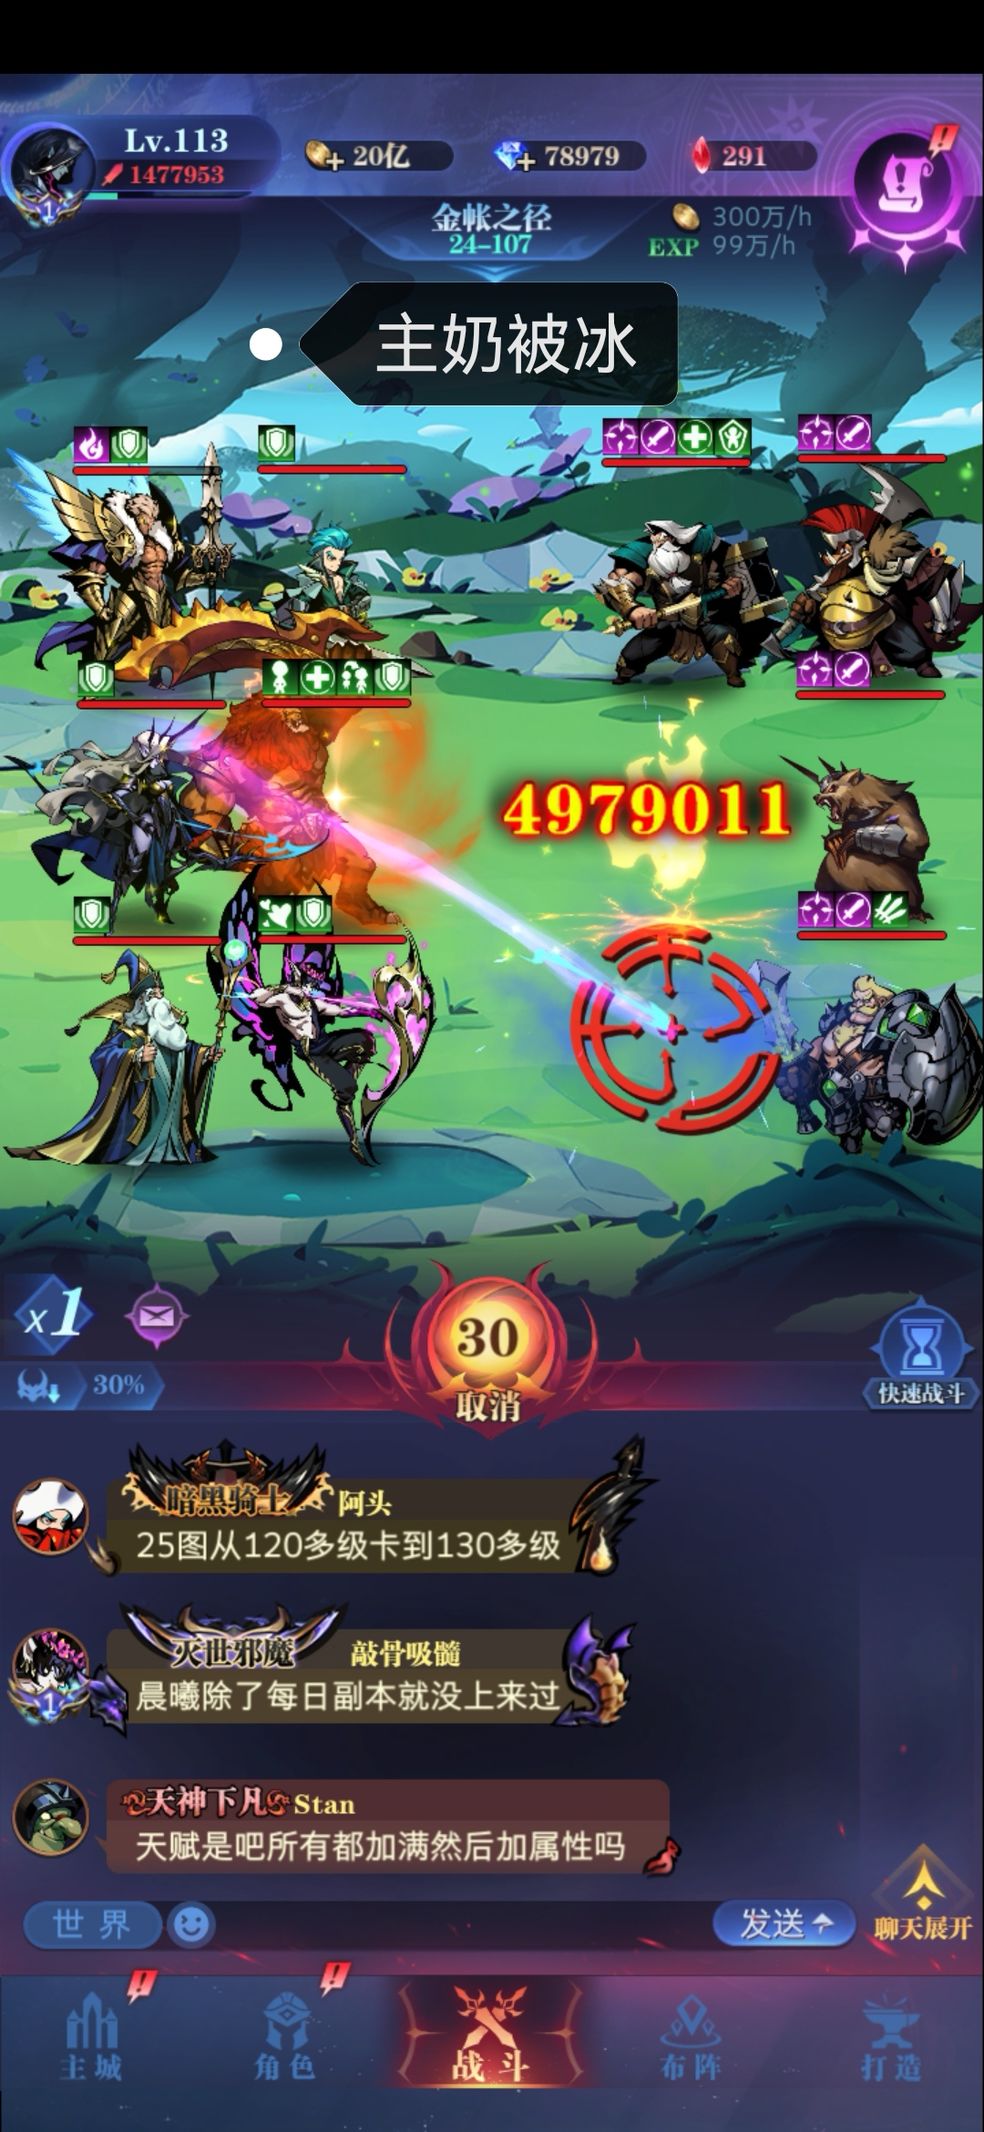 Lv.113
1477953
1
20亿
78979
291
金帐之径
24-107
300万/h
EXP 99万/h
主奶被冰
4979011
x1
30
取消
30%
快速战斗
暗黑骑士 阿头
25图从120多级卡到130多级
灭世邪魔 敲骨吸髓
1
晨曦除了每日副本就没上来过
天神下凡 Stan
天赋是吧所有都加满然后加属性吗
世界
发送
聊天展开
主城
角色
战斗
布阵
打造